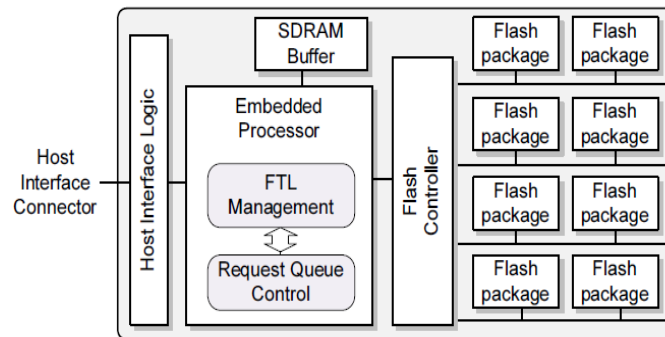 Host
Interface
Connector
Host Interface Logic
SDRAM
Buffer
Embedded
Processor
FTL
Management
Request Queue
Control
Flash
Controller
Flash
package
Flash
package
Flash
package
Flash
package
Flash
package
Flash
package
Flash
package
Flash
package